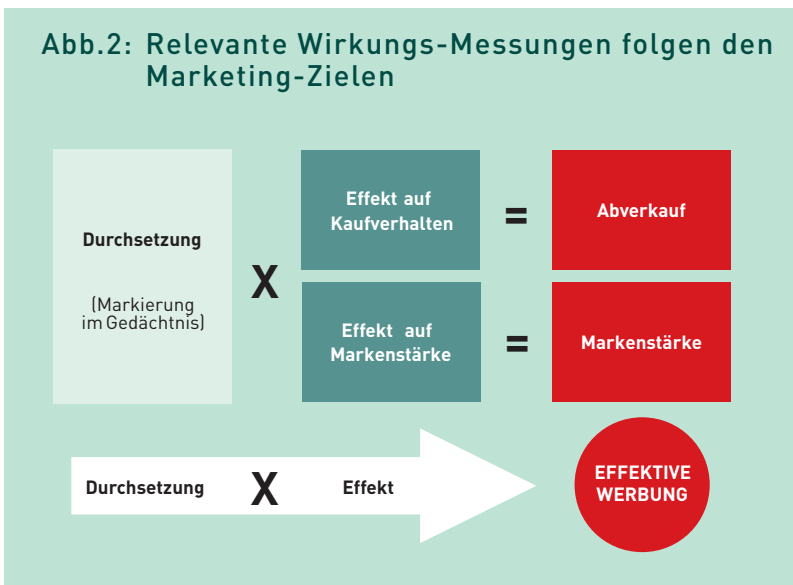 Abb.2: Relevante Wirkungs-Messungen folgen den
Marketing-Zielen
Durchsetzung
(Markierung
im Gedächtnis)
X
Effekt auf
Kaufverhalten
=
Abverkauf
Effekt auf
Markenstärke
=
Markenstärke
Durchsetzung X Effekt
EFFEKTIVE
WERBUNG